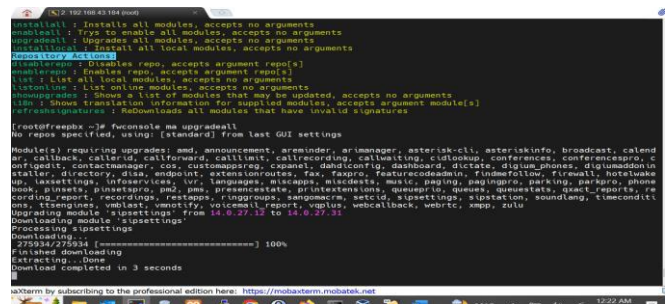 2. 192.168.43.184 (root)
installall : Installs all modules, accepts no arguments
enableall : Trys to enable all modules, accepts no arguments
upgradeall : Upgrades all modules, accepts no arguments
installlocal : Install all local modules, accepts no arguments
Repository Actions:
disablerepo : Disables repo, accepts argument repo[s]
enablerepo : Enables repo, accepts argument repo[s]
list : List all local modules, accepts no arguments
listonline : List online modules, accepts no arguments
showupgrades : Shows a list of modules that may be updated, accepts no arguments
i18n : Shows translation information for supplied modules, accepts argument module[s]
refreshsignatures : ReDownloads all modules that have invalid signatures
[root@freepbx ~]# fwconsole ma upgradeall
No repos specified, using: [standard] from last GUI settings
Module(s) requiring upgrades: amd, announcement, areminder, arimanager, asterisk-cli, asteriskinfo, broadcast, calend
ar, callback, callerid, callforward, calllimit, callrecording, callwaiting, cidlookup, conferences, conferencespro, c
onfigedit, contactmanager, cos, customappsreg, cxpanel, dahdiconfig, dashboard, dictate, digium_phones, digiumaddonin
staller, directory, disa, endpoint, extensionroutes, fax, faxpro, featurecodeadmin, findmefollow, firewall, hotelwake
up, iaxsettings, infoservices, ivr, languages, miscapps, miscdests, music, paging, pagingpro, parking, parkpro, phone
book, pinsets, pinsetspro, pm2, pms, presencestate, printextensions, queueprio, queues, queuestats, qxact_reports, re
cording_report, recordings, restapps, ringgroups, sangomacrm, setcid, sipsettings, sipstation, soundlang, timeconditi
ons, ttsengines, vmblast, vmnotify, voicemail_report, vqplus, webcallback, webrtc, xmpp, zulu
Upgrading module 'sipsettings' from 14.0.27.12 to 14.0.27.31
Downloading module 'sipsettings'
Processing sipsettings
Downloading...
275934/275934 [============================] 100%
Finished downloading
Extracting...Done
Download completed in 3 seconds
baXterm by subscribing to the professional edition here: https://mobaxterm.mobatek.net
12:22 AM